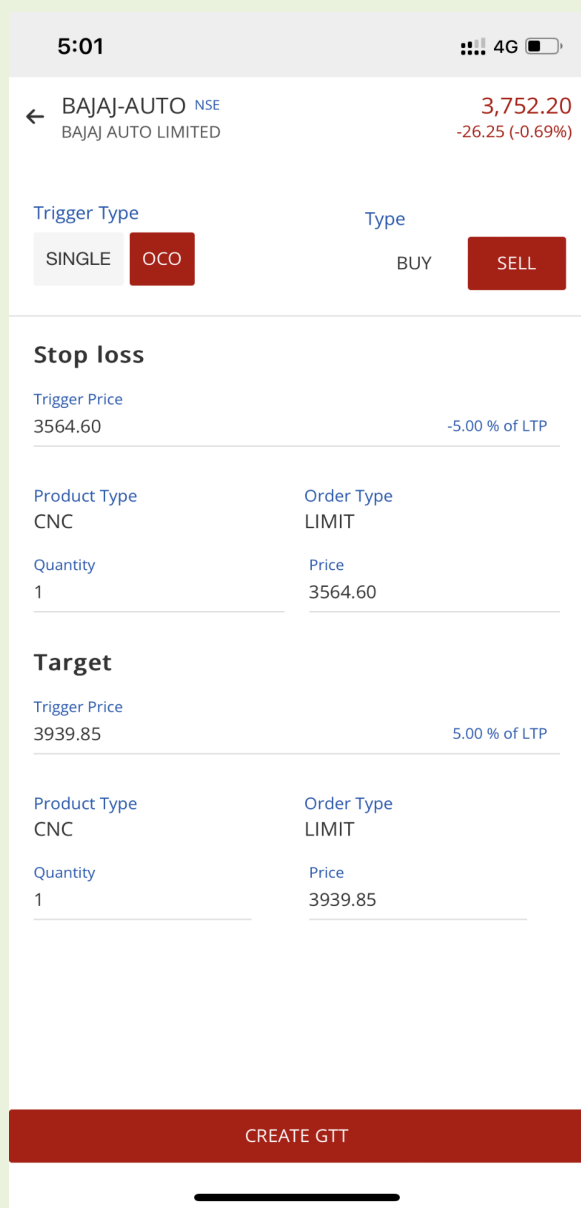 5:01 4G
BAJAJ-AUTO NSE 3,752.20
BAJAJ AUTO LIMITED -26.25 (-0.69%)
Trigger Type Type
SINGLE OCO BUY SELL
Stop loss
Trigger Price
3564.60 -5.00 % of LTP
Product Type Order Type
CNC LIMIT
Quantity Price
1 3564.60
Target
Trigger Price
3939.85 5.00 % of LTP
Product Type Order Type
CNC LIMIT
Quantity Price
1 3939.85
CREATE GTT